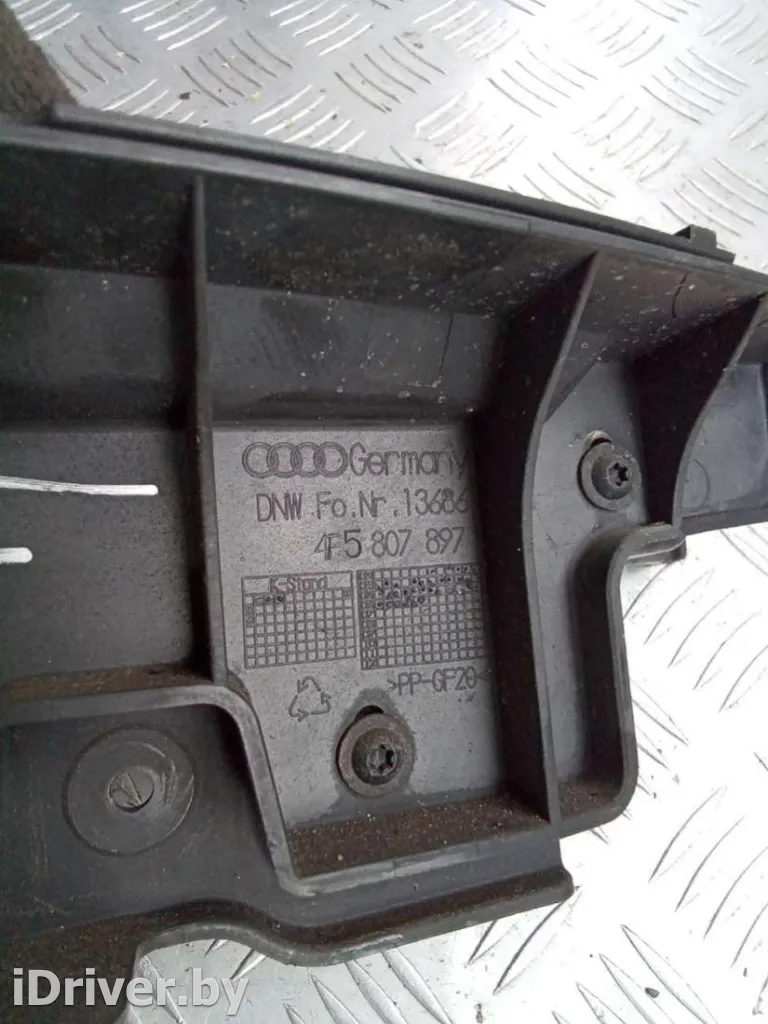 Germany
DNW Fo.Nr.13686
4F5 807 897
K-Stand
>PP-GF20<
iDriver.by